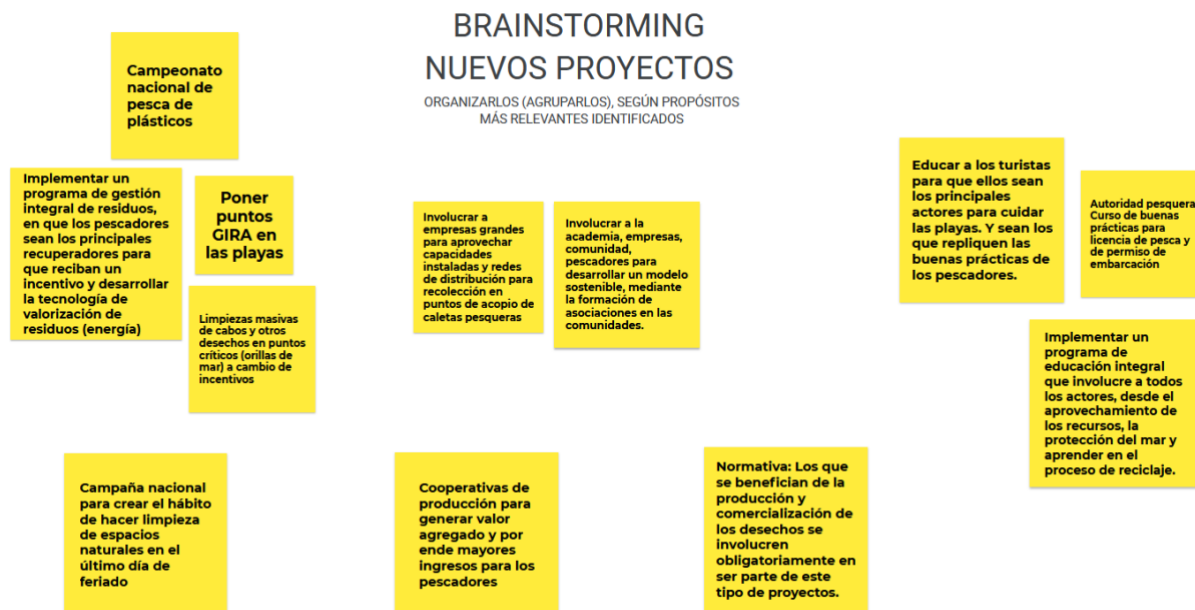 BRAINSTORMING
NUEVOS PROYECTOS
ORGANIZARLOS (AGRUPARLOS), SEGÚN PROPÓSITOS
MÁS RELEVANTES IDENTIFICADOS
Campeonato
nacional de
pesca de
plásticos
Implementar un
programa de gestión
integral de residuos,
en que los pescadores
sean los principales
recuperadores para
que reciban un
incentivo y desarrollar
la tecnología de
valorización de
residuos (energía)
Poner
puntos
GIRA en
las playas
Limpiezas masivas
de cabos y otros
desechos en puntos
críticos (orillas de
mar) a cambio de
incentivos
Involucrar a
empresas grandes
para aprovechar
capacidades
instaladas y redes
de distribución para
recolección en
puntos de acopio de
caletas pesqueras
Involucrar a la
academia, empresas,
comunidad,
pescadores para
desarrollar un modelo
sostenible, mediante
la formación de
asociaciones en las
comunidades.
Educar a los turistas
para que ellos sean
los principales
actores para cuidar
las playas. Y sean los
que repliquen las
buenas prácticas de
los pescadores.
Autoridad pesquera
Curso de buenas
prácticas para
licencia de pesca y
de permiso de
embarcación
Implementar un
programa de
educación integral
que involucre a todos
los actores, desde el
aprovechamiento de
los recursos, la
protección del mar y
aprender en el
proceso de reciclaje.
Campaña nacional
para crear el hábito
de hacer limpieza
de espacios
naturales en el
último día de
feriado
Cooperativas de
producción para
generar valor
agregado y por
ende mayores
ingresos para los
pescadores
Normativa: Los que
se benefician de la
producción y
comercialización de
los desechos se
involucren
obligatoriamente en
ser parte de este
tipo de proyectos.